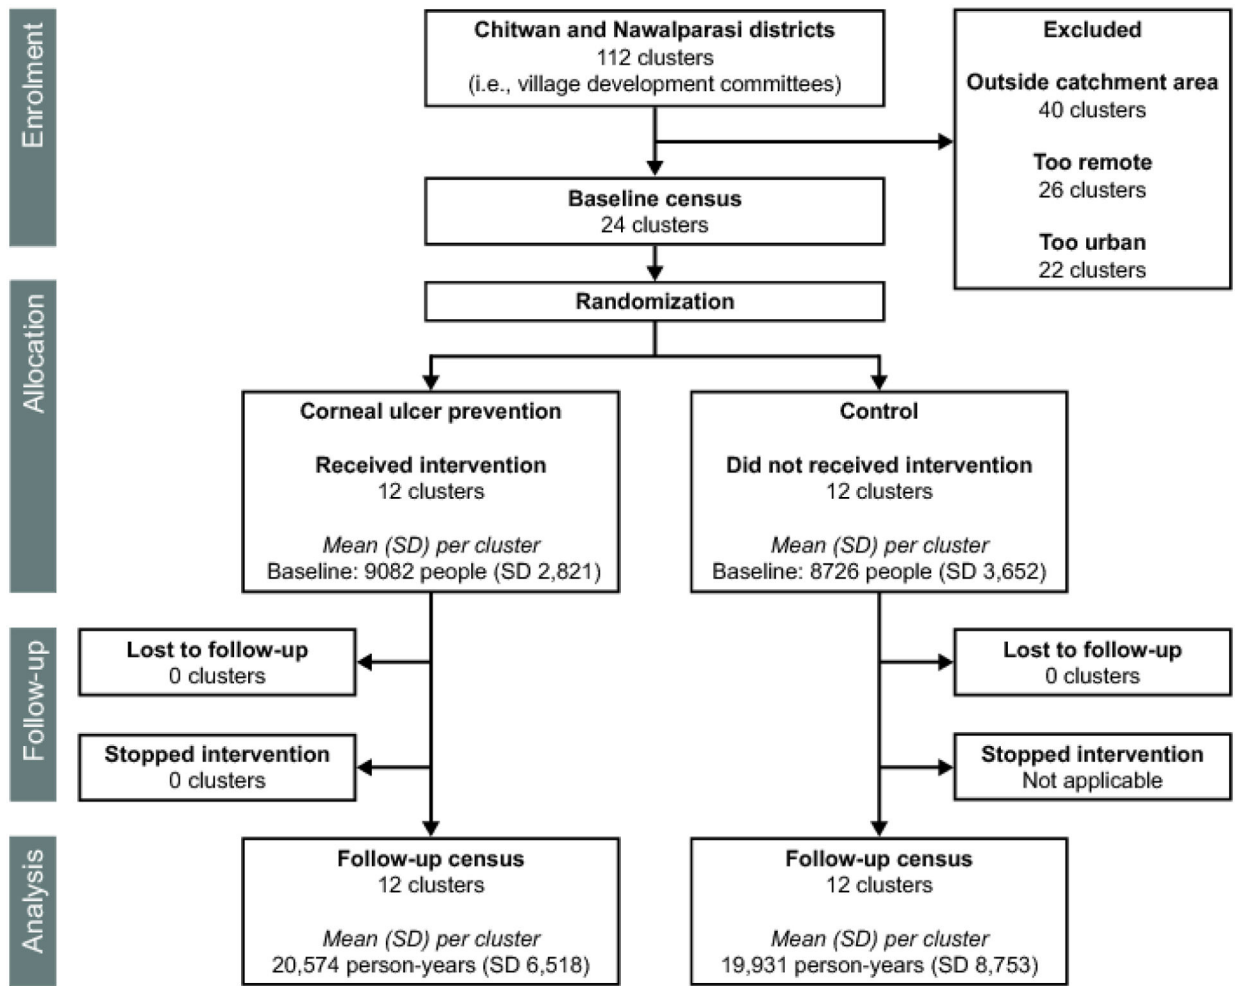 Enrolment
Chitwan and Nawalparasi districts
112 clusters
(i.e., village development committees)
Excluded
Outside catchment area
40 clusters
Too remote
26 clusters
Too urban
22 clusters
Baseline census
24 clusters
Allocation
Randomization
Corneal ulcer prevention
Received intervention
12 clusters
Mean (SD) per cluster
Baseline: 9082 people (SD 2,821)
Control
Did not received intervention
12 clusters
Mean (SD) per cluster
Baseline: 8726 people (SD 3,652)
Follow-up
Lost to follow-up
0 clusters
Stopped intervention
0 clusters
Lost to follow-up
0 clusters
Stopped intervention
Not applicable
Analysis
Follow-up census
12 clusters
Mean (SD) per cluster
20,574 person-years (SD 6,518)
Follow-up census
12 clusters
Mean (SD) per cluster
19,931 person-years (SD 8,753)